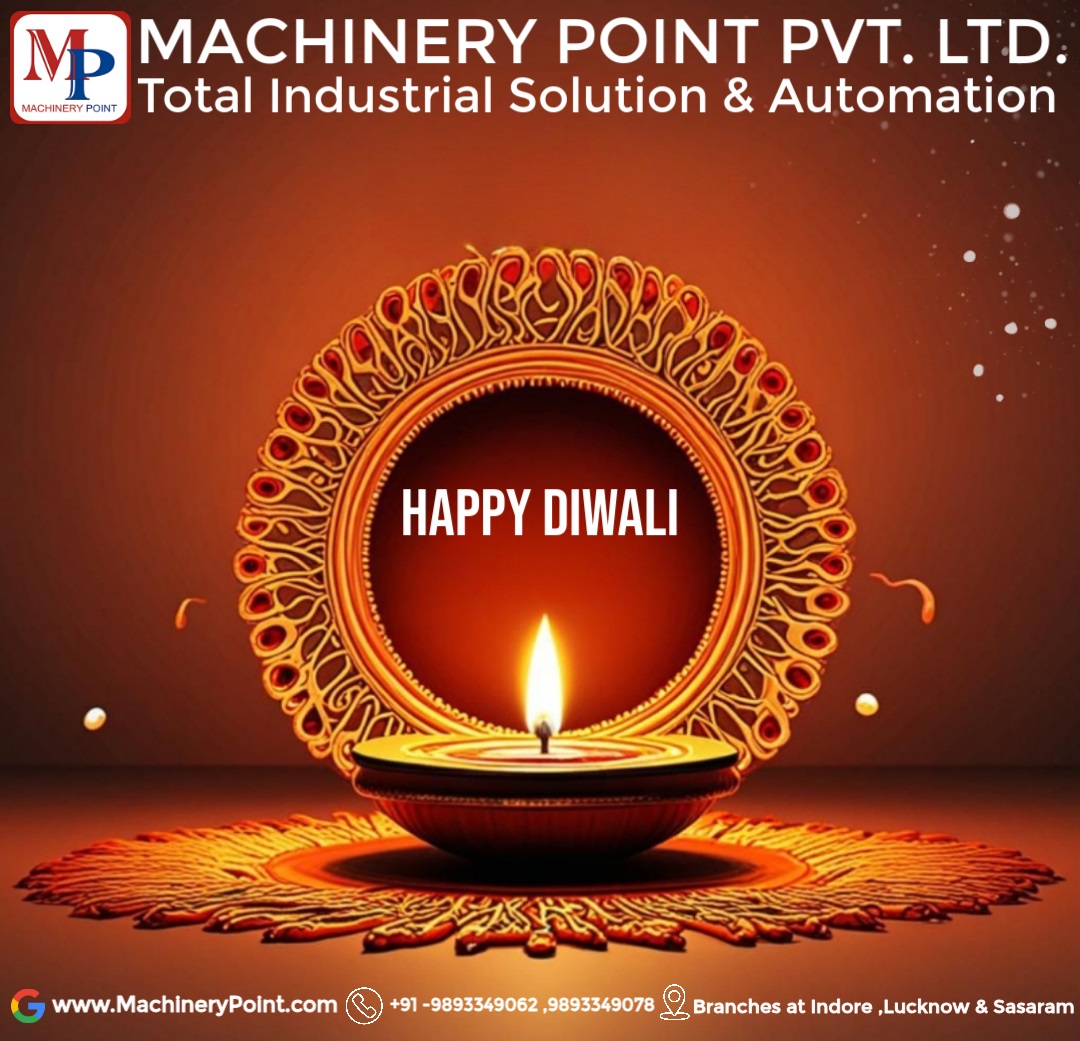 MP
MACHINERY POINT
MACHINERY POINT PVT. LTD.
Total Industrial Solution & Automation
HAPPY DIWALI
www.MachineryPoint.com
+91 -9893349062 ,9893349078
Branches at Indore ,Lucknow & Sasaram